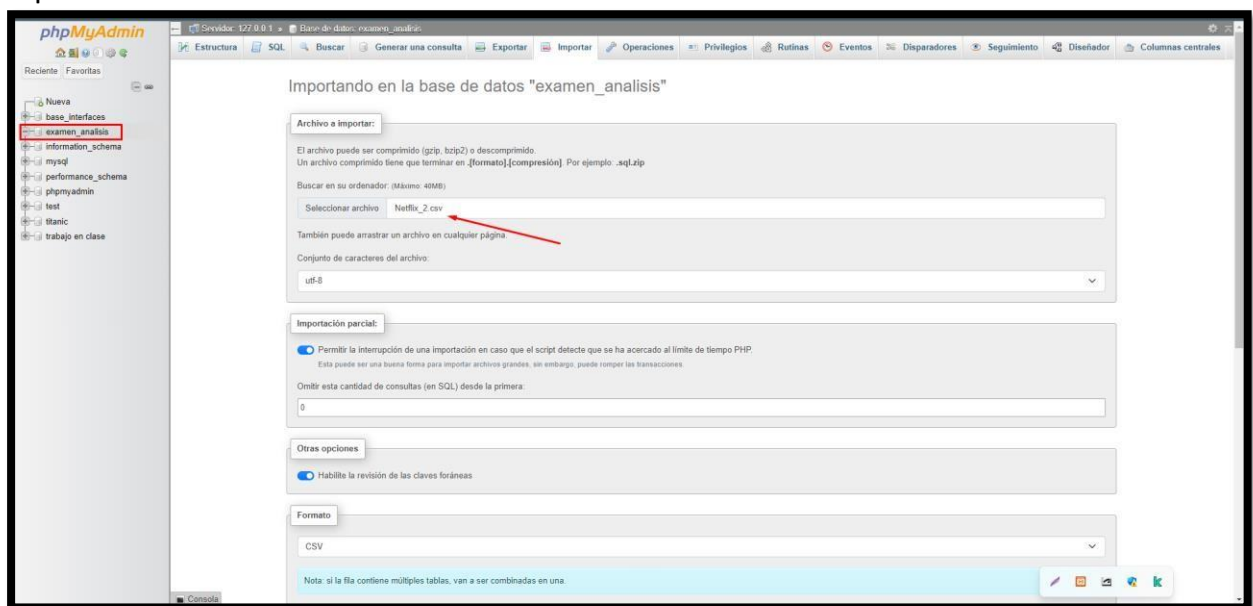 phpMyAdmin
Reciente Favoritas
Nueva
base_interfaces
examen_analisis
information_schema
mysql
performance_schema
phpmyadmin
test
titanic
trabajo en clase
Servidor: 127.0.0.1 » Base de datos: examen_analisis
Estructura SQL Buscar Generar una consulta Exportar Importar Operaciones Privilegios Rutinas Eventos Disparadores Seguimiento Diseñador Columnas centrales
Importando en la base de datos "examen_analisis"
Archivo a importar:
El archivo puede ser comprimido (gzip, bzip2) o descomprimido.
Un archivo comprimido tiene que terminar en .[formato].[compresión]. Por ejemplo: .sql.zip
Buscar en su ordenador: (Máximo: 40MB)
Seleccionar archivo Netflix_2.csv
También puede arrastrar un archivo en cualquier página.
Conjunto de caracteres del archivo:
utf-8
Importación parcial:
Permitir la interrupción de una importación en caso que el script detecte que se ha acercado al límite de tiempo PHP.
Esta puede ser una buena forma para importar archivos grandes, sin embargo, puede romper las transacciones.
Omitir esta cantidad de consultas (en SQL) desde la primera:
0
Otras opciones
Habilite la revisión de las claves foráneas
Formato
CSV
Nota: si la fila contiene múltiples tablas, van a ser combinadas en una.
Consola